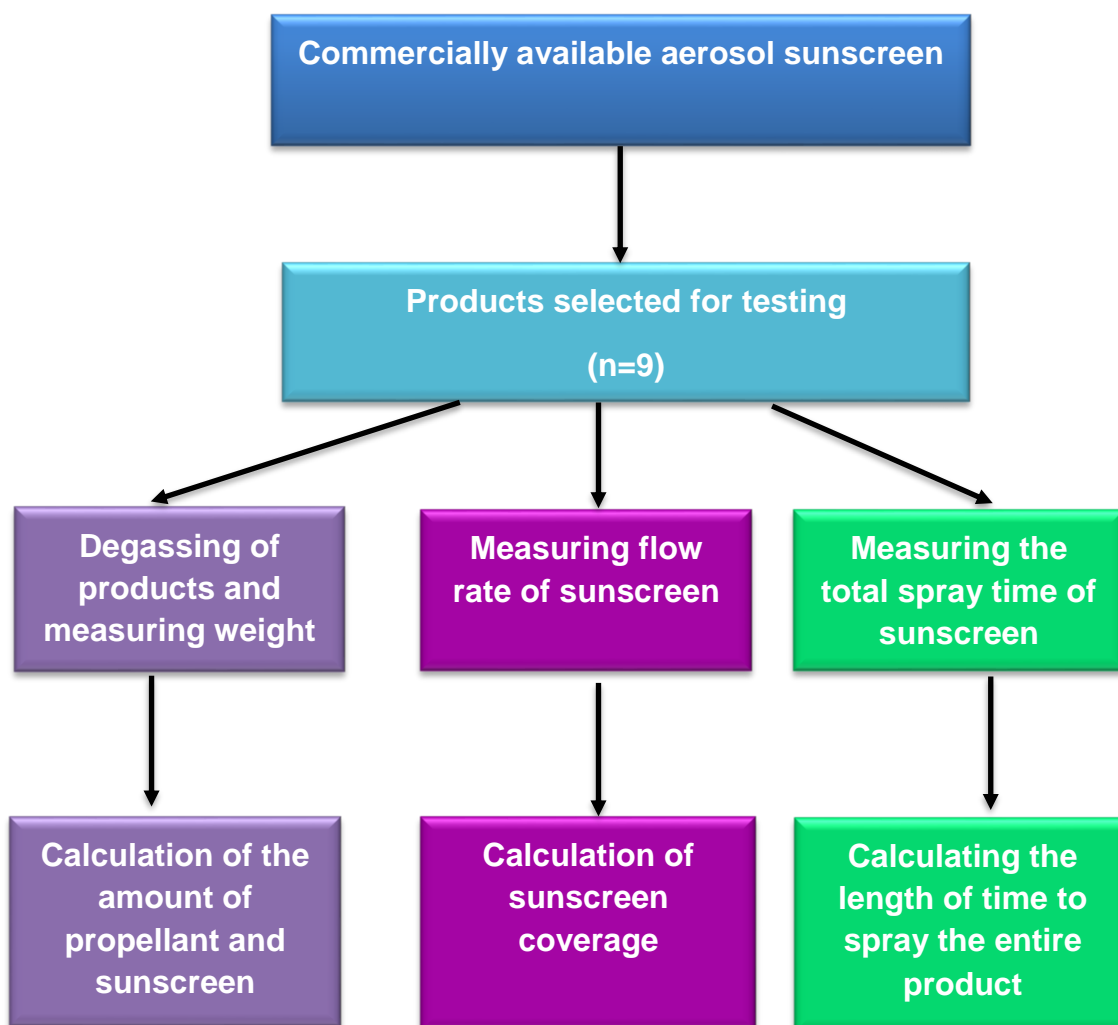 Commercially available aerosol sunscreen
Products selected for testing
(n=9)
Degassing of
products and
measuring weight
Measuring flow
rate of sunscreen
Measuring the
total spray time of
sunscreen
Calculation of the
amount of
propellant and
sunscreen
Calculation of
sunscreen
coverage
Calculating the
length of time to
spray the entire
product